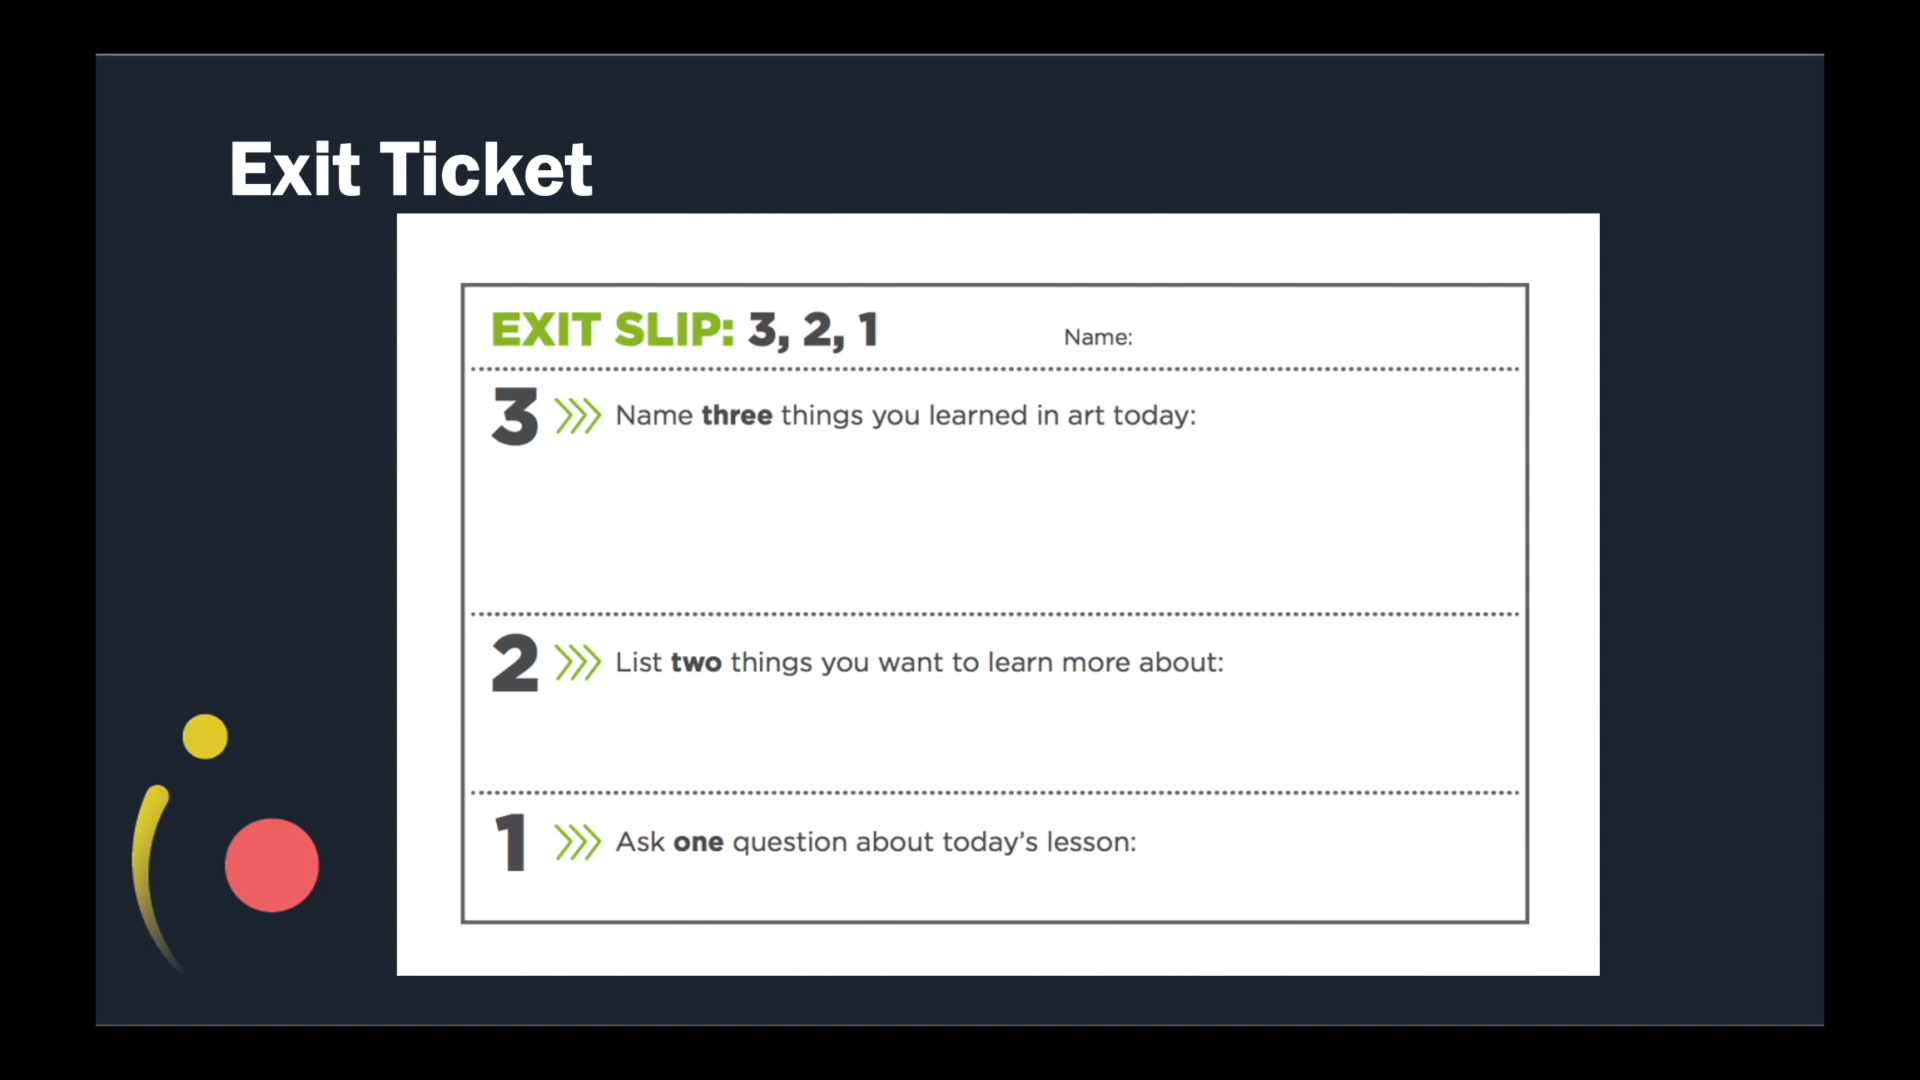 Exit Ticket
EXIT SLIP: 3, 2, 1
Name:
3 Name three things you learned in art today:
2 List two things you want to learn more about:
1 Ask one question about today’s lesson: